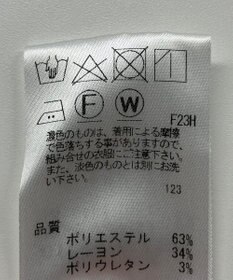 F W
F23H
濃色のものは、着用による摩擦
で色落ちする事がありますので、
組み合せの衣服にご注意下さい。
また、淡色のものとは別にお洗
い下さい。
123
品質
ポリエステル 63%
レーヨン 34%
ポリウレタン 3%